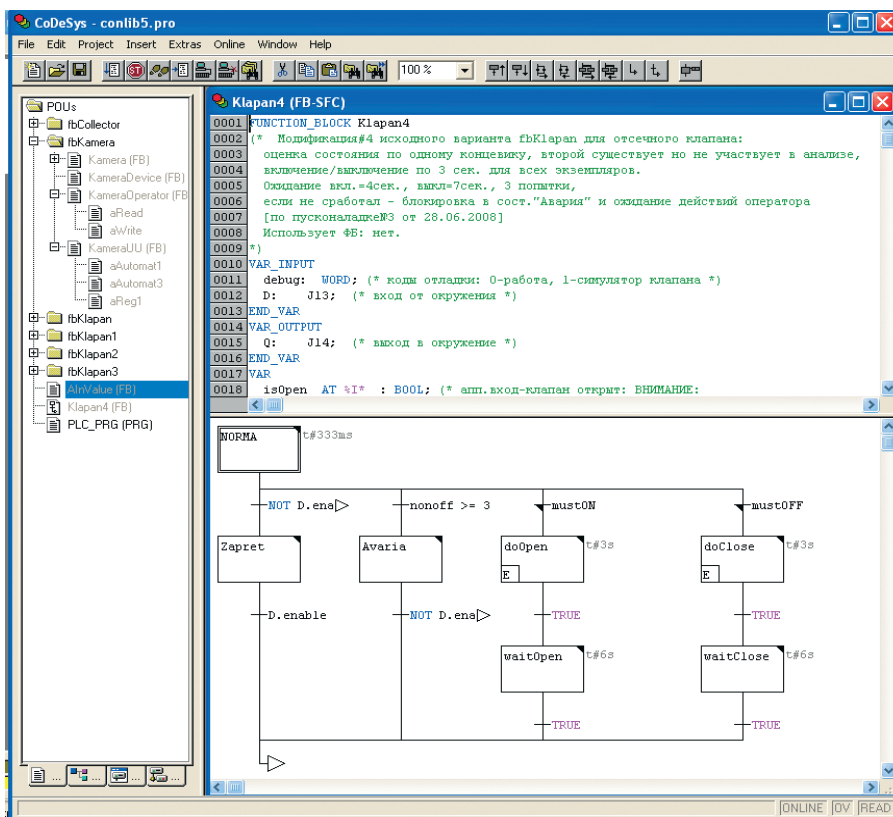 CoDeSys - conlib5.pro
File Edit Project Insert Extras Online Window Help
100 %
POUs
fbCollector
fbKamera
Kamera (FB)
KameraDevice (FB)
KameraOperator (FB
aRead
aWrite
KameraUU (FB)
aAutomat1
aAutomat3
aReg1
fbKlapan
fbKlapan1
fbKlapan2
fbKlapan3
AInValue (FB)
Klapan4 (FB)
PLC_PRG (PRG)
Klapan4 (FB-SFC)
0001 FUNCTION_BLOCK Klapan4
0002 (* Модификация#4 исходного варианта fbKlapan для отсечного клапана:
0003 оценка состояния по одному концевику, второй существует но не участвует в анализе,
0004 включение/выключение по 3 сек. для всех экземпляров.
0005 Ожидание вкл.=4сек., выкл=7сек., 3 попытки,
0006 если не сработал - блокировка в сост."Авария" и ожидание действий оператора
0007 [по пусконаладке№3 от 28.06.2008]
0008 Использует ФБ: нет.
0009 *)
0010 VAR_INPUT
0011 debug: WORD; (* коды отладки: 0-работа, 1-симулятор клапана *)
0012 D: J13; (* вход от окружения *)
0013 END_VAR
0014 VAR_OUTPUT
0015 Q: J14; (* выход в окружение *)
0016 END_VAR
0017 VAR
0018 isOpen AT %I* : BOOL; (* апп.вход-клапан открыт: ВНИМАНИЕ:
NORMA t#333ms
NOT D.ena nonoff >= 3 mustON mustOFF
Zapret Avaria doOpen t#3s doClose t#3s
E E
D.enable NOT D.ena TRUE TRUE
waitOpen t#6s waitClose t#6s
TRUE TRUE
... ... ... ...
ONLINE OV READ